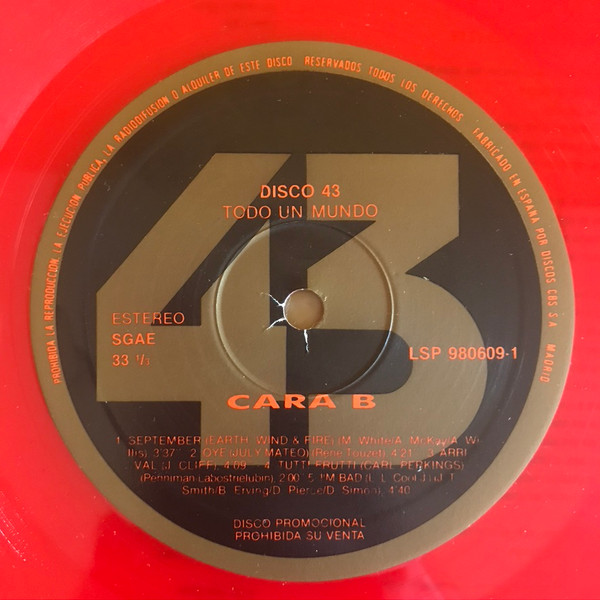 PROHIBIDA LA REPRODUCCION, LA EJECUCION PUBLICA, LA RADIODIFUSION O ALQUILER DE ESTE DISCO RESERVADOS TODOS LOS DERECHOS FABRICADO EN ESPAÑA POR DISCOS CBS S.A. MADRID
43
DISCO 43
TODO UN MUNDO
ESTEREO
SGAE
33 1/3
LSP 980609-1
CARA B
1. SEPTEMBER (EARTH, WIND & FIRE) (M. White/A. McKay/A. Wi
llis) 3'37" 2. OYE (JULY MATEO) (Rene Touzet) 4:21 3. ARRI
VAL (J. CLIFF) 4:09 4. TUTTI FRUTTI (CARL PERKINGS)
(Penniman-Labostrie-lubin) 2:00 5. I'M BAD (L.L. Cool J.) (J. T.
Smith/B. Erving/D. Pierce/D. Simon) 4:40
DISCO PROMOCIONAL
PROHIBIDA SU VENTA